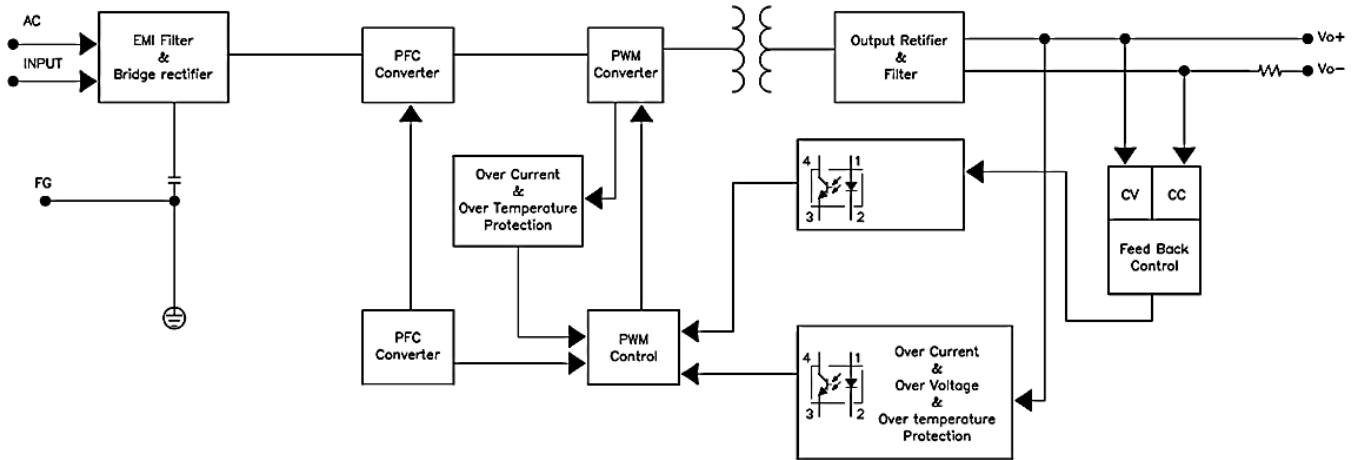 AC
INPUT
EMI Filter
&
Bridge rectifier
PFC
Converter
PWM
Converter
Output Retifier
&
Filter
Vo+
Vo-
FG
Over Current
&
Over Temperature
Protection
4 1
3 2
CV CC
Feed Back
Control
PFC
Converter
PWM
Control
4 1
3 2
Over Current
&
Over Voltage
&
Over temperature
Protection